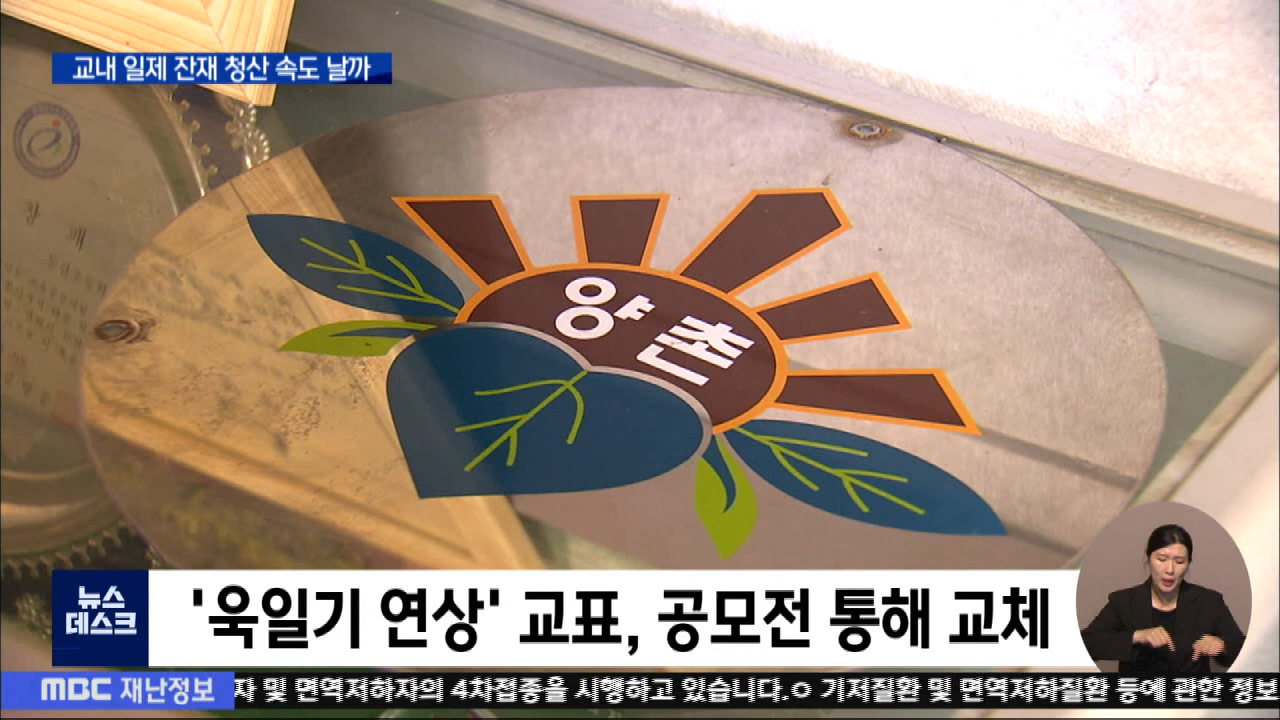 교내 일제 잔재 청산 속도 날까
MBC
양촌
뉴스
데스크
'욱일기 연상' 교표, 공모전 통해 교체
MBC 재난정보
자 및 면역저하자의 4차접종을 시행하고 있습니다.ㅇ 기저질환 및 면역저하질환 등에 관한 정보